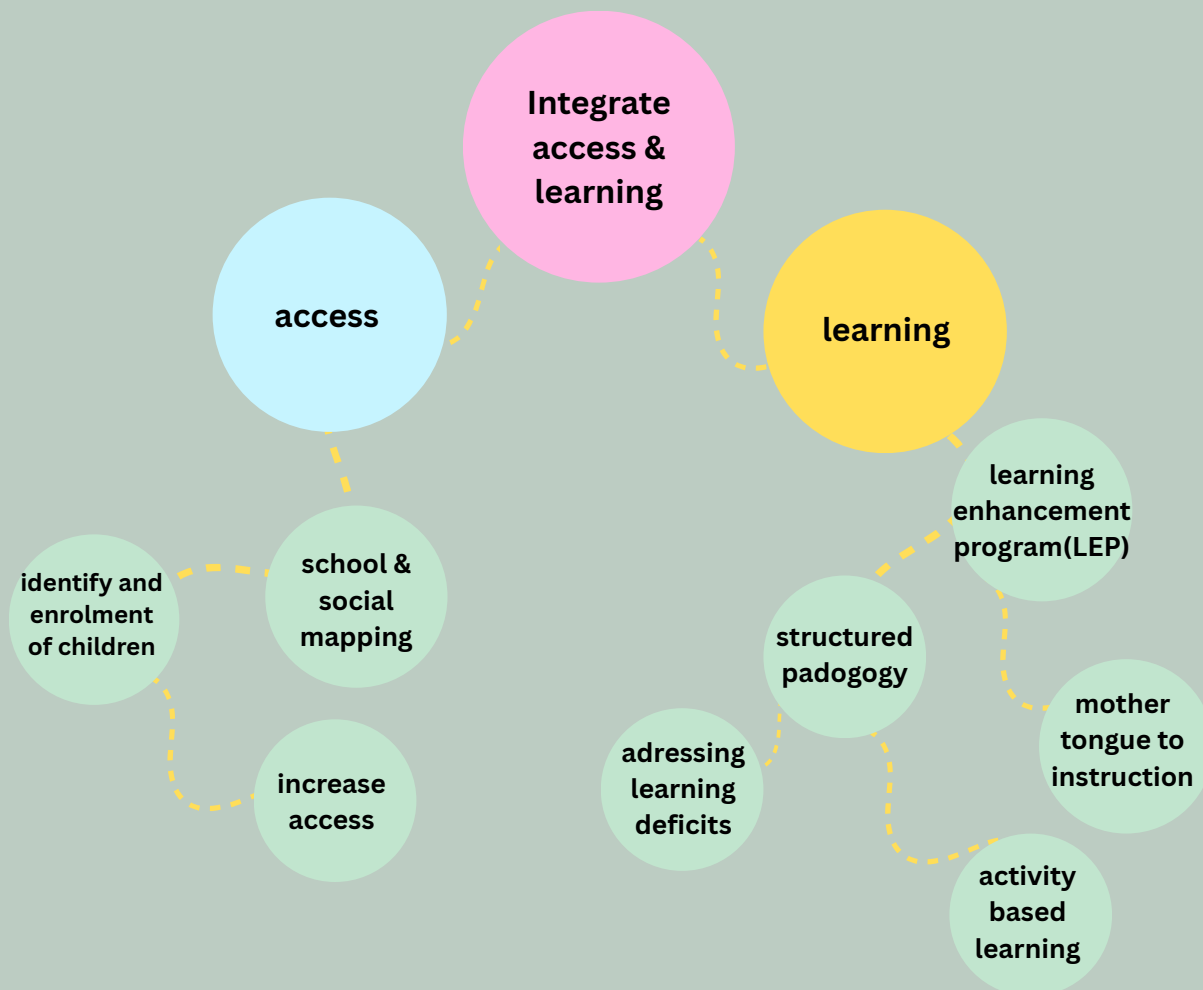 Integrate
access &
learning
access
learning
learning
enhancement
program(LEP)
school &
social
mapping
identify and
enrolment
of children
structured
padogogy
mother
tongue to
instruction
adressing
learning
deficits
increase
access
activity
based
learning